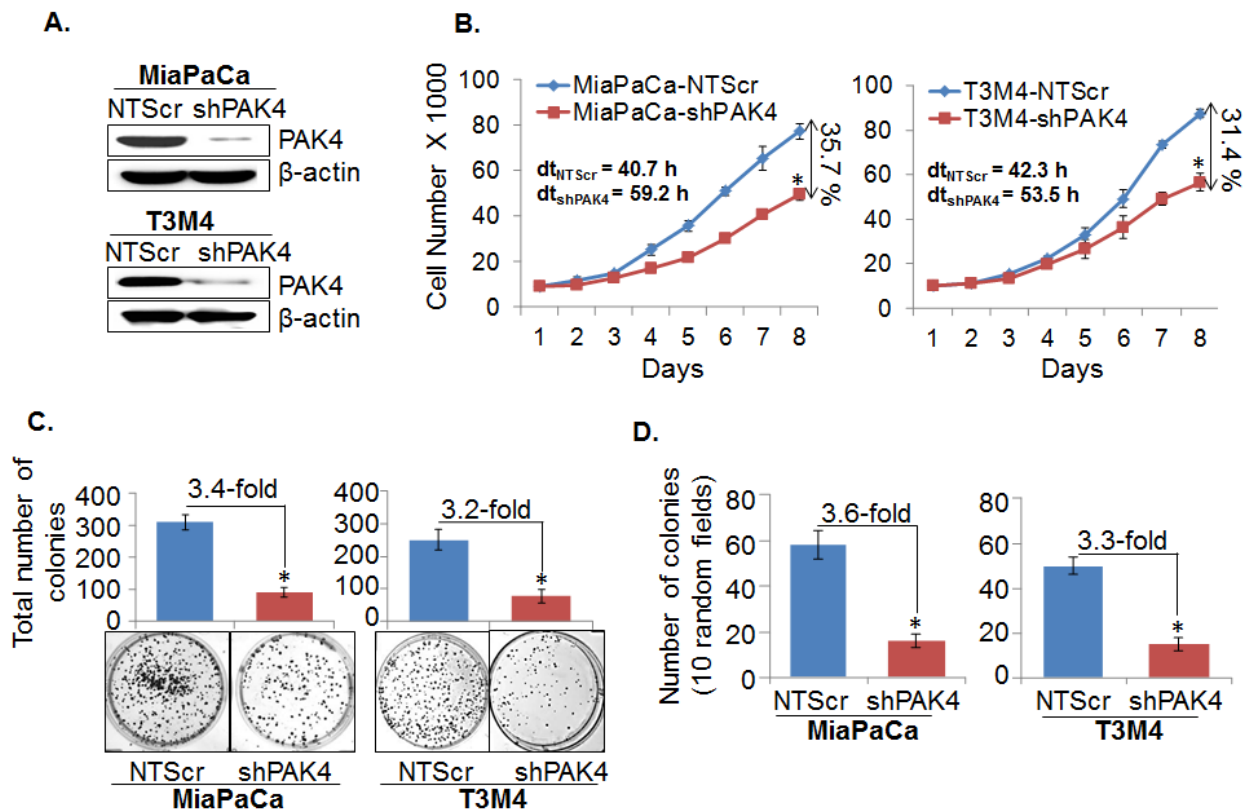 A.
MiaPaCa
NTScr shPAK4
PAK4
β-actin
T3M4
NTScr shPAK4
PAK4
β-actin
B.
Cell Number X 1000
100
80
60
40
20
0
MiaPaCa-NTScr
MiaPaCa-shPAK4
dtNTScr = 40.7 h
dtshPAK4 = 59.2 h
35.7 %
*
1 2 3 4 5 6 7 8
Days
100
80
60
40
20
0
T3M4-NTScr
T3M4-shPAK4
dtNTScr = 42.3 h
dtshPAK4 = 53.5 h
31.4 %
*
1 2 3 4 5 6 7 8
Days
C.
Total number of
colonies
400
300
200
100
0
3.4-fold
*
NTScr shPAK4
MiaPaCa
400
300
200
100
0
3.2-fold
*
NTScr shPAK4
T3M4
D.
Number of colonies
(10 random fields)
80
60
40
20
0
3.6-fold
*
NTScr shPAK4
MiaPaCa
80
60
40
20
0
3.3-fold
*
NTScr shPAK4
T3M4